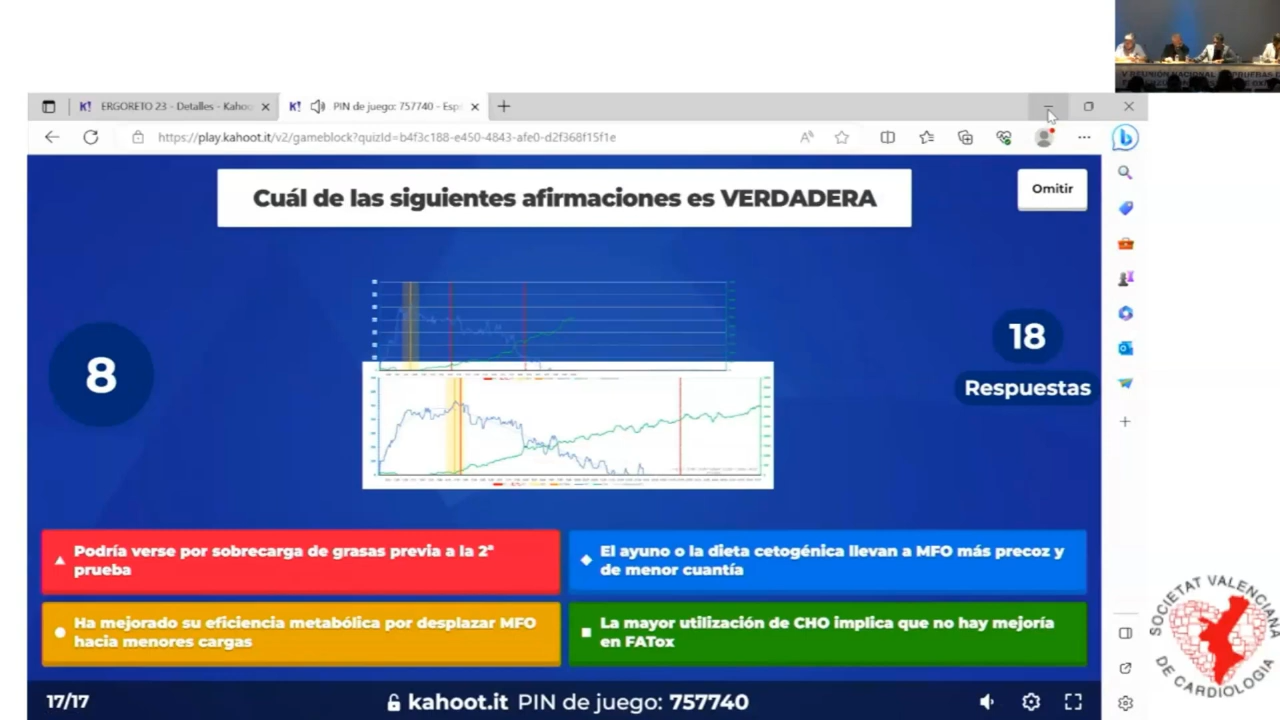 V REUNIÓN NACIONAL
ERGORETO 23 - Detalles - Kahoo
PIN de juego: 757740 - Esp
https://play.kahoot.it/v2/gameblock?quizId=b4f3c188-e450-4843-afe0-d2f368f15f1e
Cuál de las siguientes afirmaciones es VERDADERA
Omitir
8
18
Respuestas
Podría verse por sobrecarga de grasas previa a la 2ª
prueba
El ayuno o la dieta cetogénica llevan a MFO más precoz y
de menor cuantía
Ha mejorado su eficiencia metabólica por desplazar MFO
hacia menores cargas
La mayor utilización de CHO implica que no hay mejoría
en FATox
17/17
kahoot.it PIN de juego: 757740
SOCIETAT VALENCIANA
DE CARDIOLOGIA